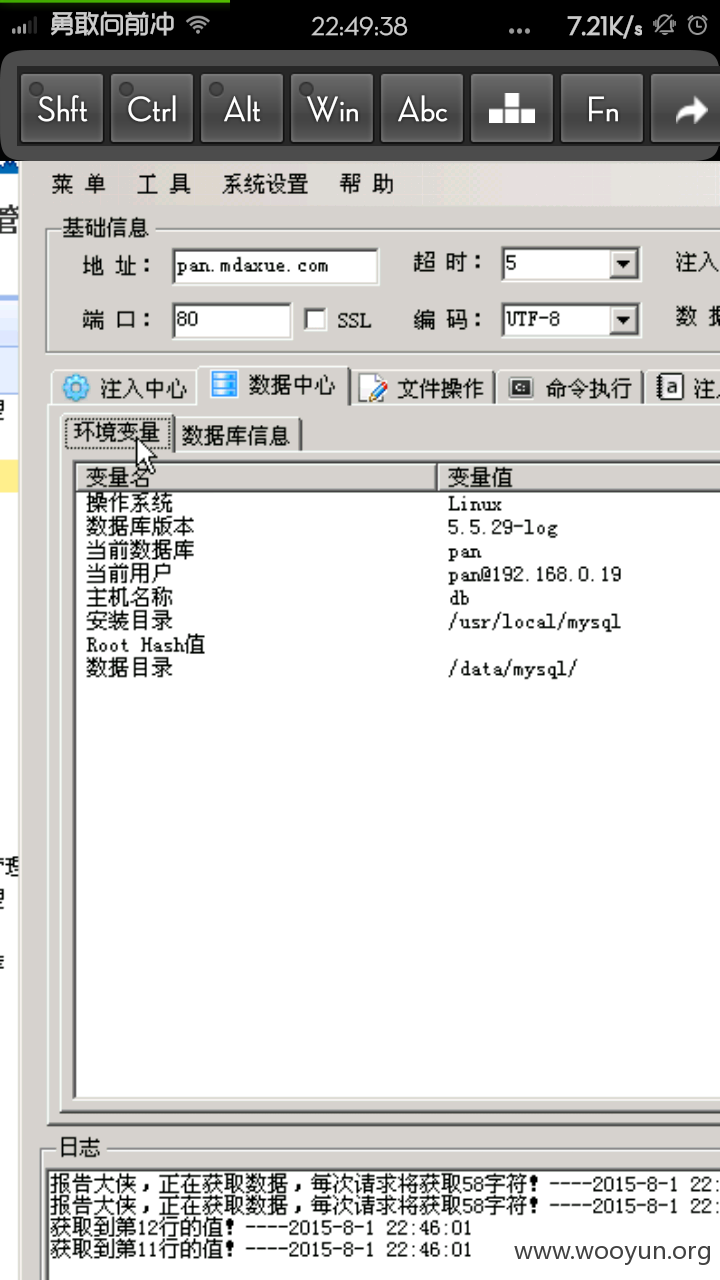 勇敢向前冲 22:49:38 ... 7.21K/s
Shft Ctrl Alt Win Abc Fn
菜 单 工 具 系统设置 帮 助
管
基础信息
地 址： pan.mdaxue.com 超 时： 5 注入
端 口： 80 SSL 编 码： UTF-8 数 据
注入中心 数据中心 文件操作 命令执行 注
环境变量 数据库信息
变量名 变量值
操作系统 Linux
数据库版本 5.5.29-log
当前数据库 pan
当前用户 pan@192.168.0.19
主机名称 db
安装目录 /usr/local/mysql
Root Hash值
数据目录 /data/mysql/
日志
报告大侠，正在获取数据，每次请求将获取58字符! ----2015-8-1 22:
报告大侠，正在获取数据，每次请求将获取58字符! ----2015-8-1 22:
获取到第12行的值! ----2015-8-1 22:46:01
获取到第11行的值! ----2015-8-1 22:46:01
www.wooyun.org